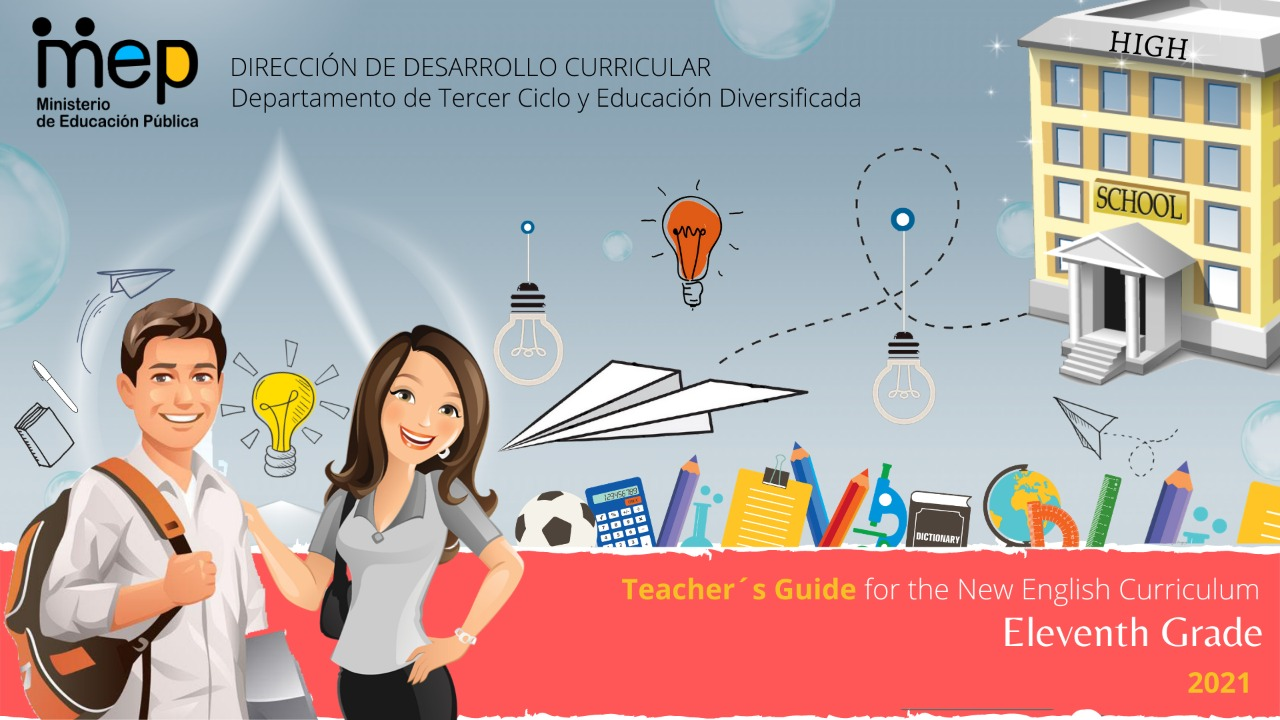 mep
Ministerio
de Educación Pública
DIRECCIÓN DE DESARROLLO CURRICULAR
Departamento de Tercer Ciclo y Educación Diversificada
HIGH
SCHOOL
DICTIONARY
Teacher´s Guide for the New English Curriculum
Eleventh Grade
2021